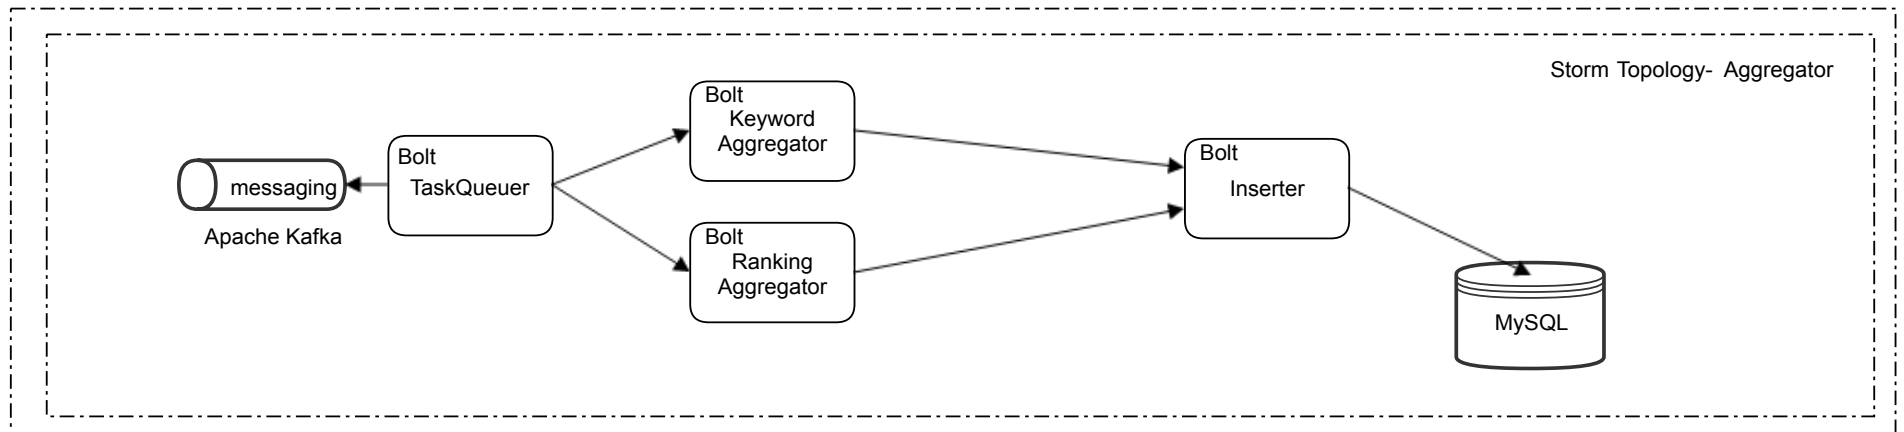 Storm Topology- Aggregator
Bolt
Keyword
Aggregator
Bolt
TaskQueuer
messaging
Apache Kafka
Bolt
Ranking
Aggregator
Bolt
Inserter
MySQL